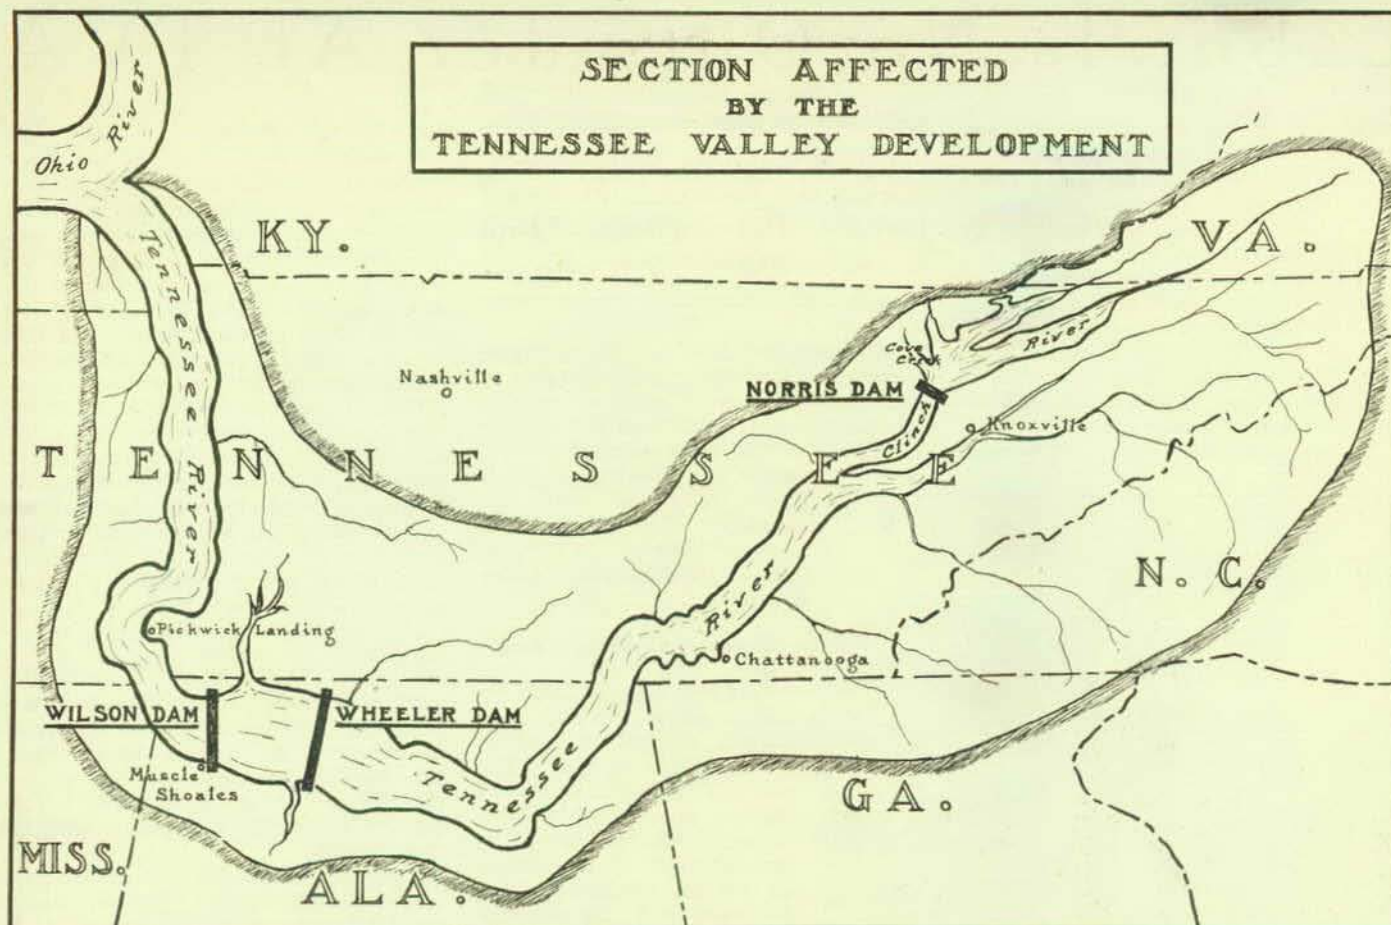 SECTION AFFECTED
BY THE
TENNESSEE VALLEY DEVELOPMENT
Ohio River
KY.
VA.
Tennessee River
Nashville
Cove
Creek
River
NORRIS DAM
Clinch
Knoxville
TENNESSEE
N. C.
River
Pickwick Landing
Chattanooga
WILSON DAM
WHEELER DAM
Tennessee
Muscle
Shoales
GA.
MISS.
ALA.